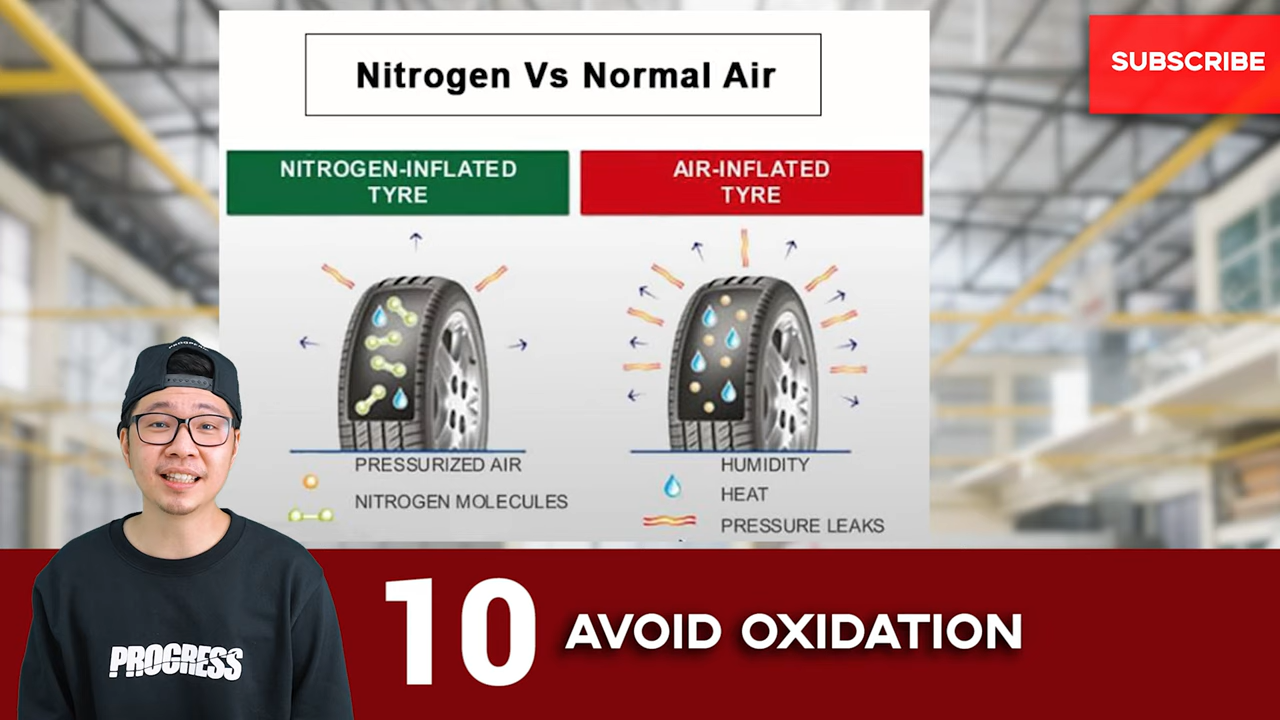 Nitrogen Vs Normal Air
SUBSCRIBE
NITROGEN-INFLATED
TYRE
AIR-INFLATED
TYRE
PRESSURIZED AIR
NITROGEN MOLECULES
HUMIDITY
HEAT
PRESSURE LEAKS
PROGRESS
10 AVOID OXIDATION